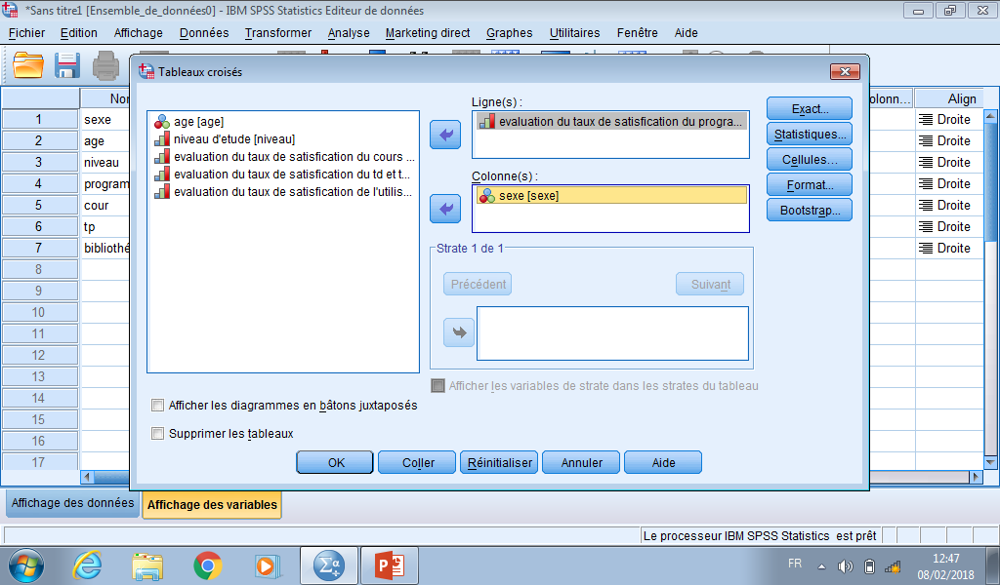 *Sans titre1 [Ensemble_de_données0] - IBM SPSS Statistics Editeur de données
Fichier Edition Affichage Données Transformer Analyse Marketing direct Graphes Utilitaires Fenêtre Aide
Tableaux croisés
Nor
olonn... Align
1 sexe Droite
2 age Droite
3 niveau Droite
4 program Droite
5 cour Droite
6 tp Droite
7 bibliothé Droite
8
9
10
11
12
13
14
15
16
17
age [age]
niveau d'etude [niveau]
evaluation du taux de satisfication du cours ...
evaluation du taux de satisfication du td et t...
evaluation du taux de satisfication de l'utilis...
Ligne(s) :
evaluation du taux de satisfication du progra...
Colonne(s) :
sexe [sexe]
Strate 1 de 1
Précédent Suivant
Afficher les variables de strate dans les strates du tableau
Exact...
Statistiques...
Cellules...
Format...
Bootstrap...
Afficher les diagrammes en bâtons juxtaposés
Supprimer les tableaux
OK Coller Réinitialiser Annuler Aide
Affichage des données Affichage des variables
Le processeur IBM SPSS Statistics est prêt
FR 12:47
08/02/2018